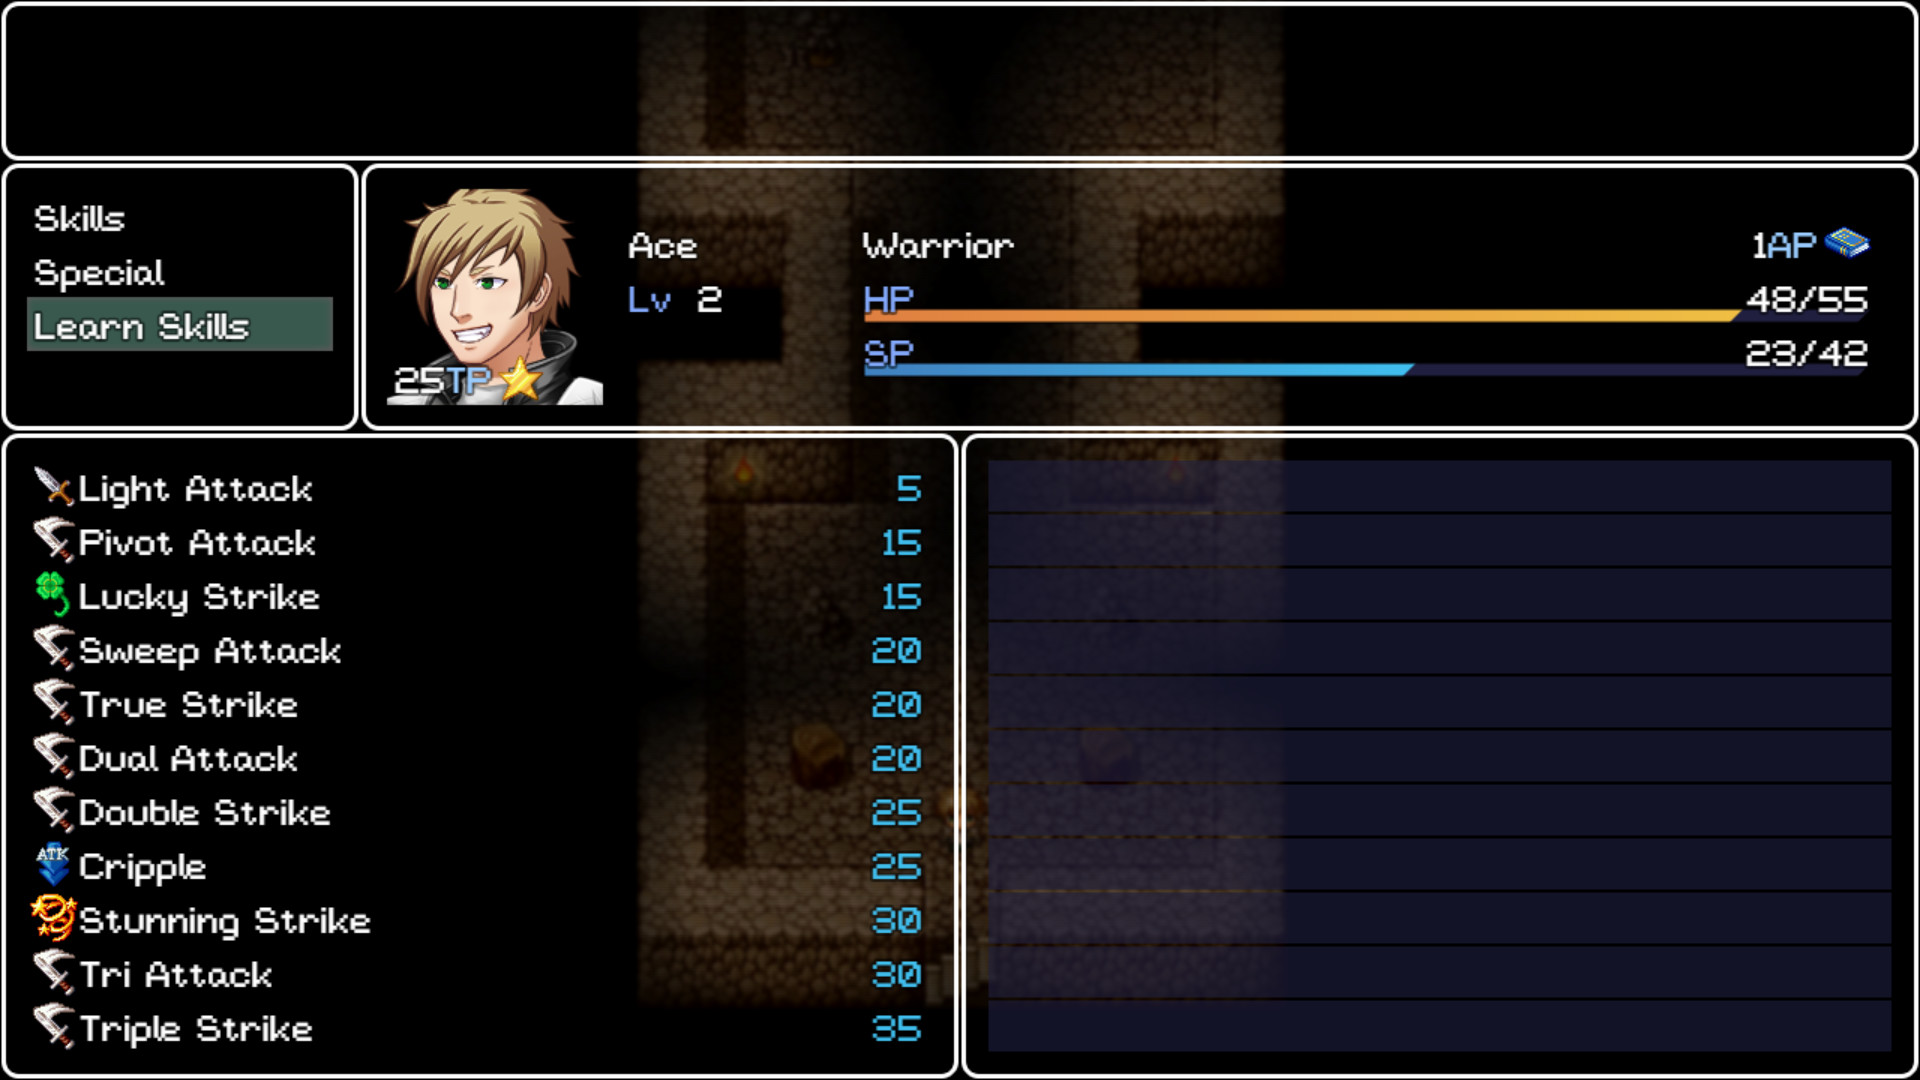 Skills
Special
Learn Skills
Ace
Warrior
1AP
Lv 2
HP 48/55
SP 23/42
25TP
Light Attack 5
Pivot Attack 15
Lucky Strike 15
Sweep Attack 20
True Strike 20
Dual Attack 20
Double Strike 25
ATK Cripple 25
Stunning Strike 30
Tri Attack 30
Triple Strike 35